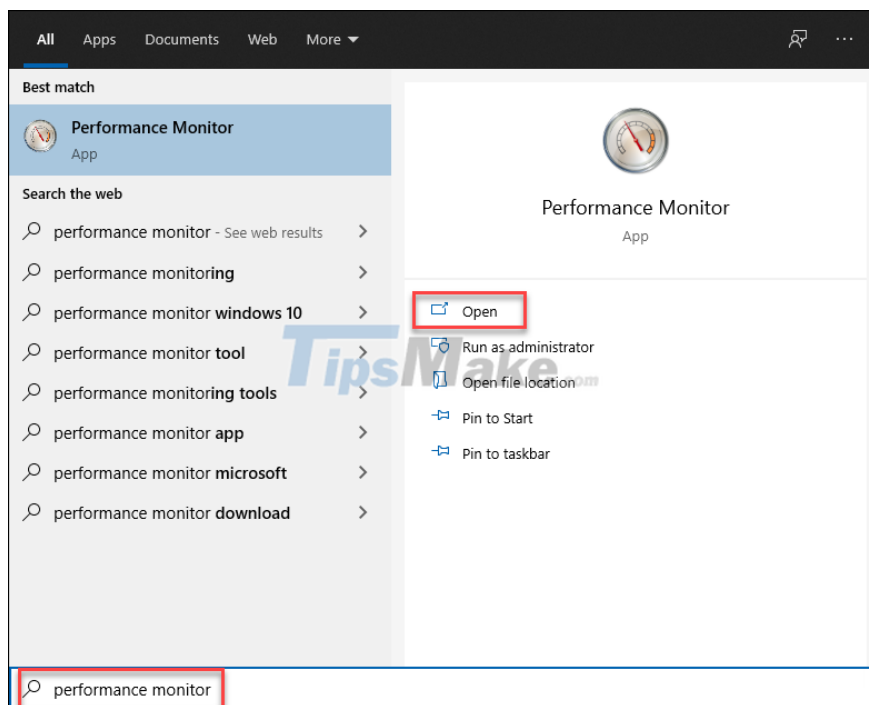 All Apps Documents Web More
Best match
Performance Monitor
App
Search the web
performance monitor - See web results
performance monitoring
performance monitor windows 10
performance monitor tool
performance monitoring tools
performance monitor app
performance monitor microsoft
performance monitor download
Performance Monitor
App
Open
Run as administrator
Open file location
Pin to Start
Pin to taskbar
TipsMake.com
performance monitor